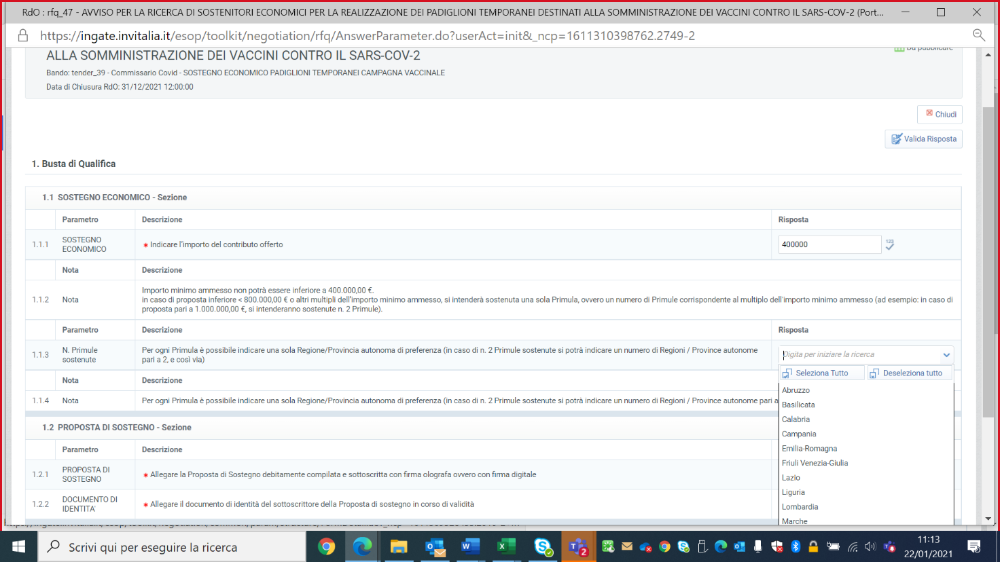 RdO : rfq_47 - AVVISO PER LA RICERCA DI SOSTENITORI ECONOMICI PER LA REALIZZAZIONE DEI PADIGLIONI TEMPORANEI DESTINATI ALLA SOMMINISTRAZIONE DEI VACCINI CONTRO IL SARS-COV-2 (Port...
https://ingate.invitalia.it/esop/toolkit/negotiation/rfq/AnswerParameter.do?userAct=init&_ncp=1611310398762.2749-2
ALLA SOMMINISTRAZIONE DEI VACCINI CONTRO IL SARS-COV-2
Da pubblicare
Bando: tender_39 - Commissario Covid - SOSTEGNO ECONOMICO PADIGLIONI TEMPORANEI CAMPAGNA VACCINALE
Data di Chiusura RdO: 31/12/2021 12:00:00
Chiudi
Valida Risposta
1. Busta di Qualifica
1.1 SOSTEGNO ECONOMICO - Sezione
Parametro Descrizione Risposta
1.1.1 SOSTEGNO ECONOMICO * Indicare l'importo del contributo offerto 400000 123
Nota Descrizione
1.1.2 Nota Importo minimo ammesso non potrà essere inferiore a 400.000,00 €.
in caso di proposta inferiore < 800.000,00 € o altri multipli dell'importo minimo ammesso, si intenderà sostenuta una sola Primula, ovvero un numero di Primule corrispondente al multiplo dell'importo minimo ammesso (ad esempio: in caso di
proposta pari a 1.000.000,00 €, si intenderanno sostenute n. 2 Primule).
Parametro Descrizione Risposta
1.1.3 N. Primule sostenute Per ogni Primula è possibile indicare una sola Regione/Provincia autonoma di preferenza (in caso di n. 2 Primule sostenute si potrà indicare un numero di Regioni / Province autonome
pari a 2, e così via)
Digita per iniziare la ricerca
Seleziona Tutto Deseleziona tutto
Nota Descrizione
1.1.4 Nota Per ogni Primula è possibile indicare una sola Regione/Provincia autonoma di preferenza (in caso di n. 2 Primule sostenute si potrà indicare un numero di Regioni / Province autonome pari a
Abruzzo
Basilicata
Calabria
Campania
Emilia-Romagna
Friuli Venezia-Giulia
Lazio
Liguria
Lombardia
Marche
1.2 PROPOSTA DI SOSTEGNO - Sezione
Parametro Descrizione
1.2.1 PROPOSTA DI SOSTEGNO * Allegare la Proposta di Sostegno debitamente compilata e sottoscritta con firma olografa ovvero con firma digitale
1.2.2 DOCUMENTO DI IDENTITA' * Allegare il documento di identità del sottoscrittore della Proposta di sostegno in corso di validità
Scrivi qui per eseguire la ricerca
2
11:13
22/01/2021